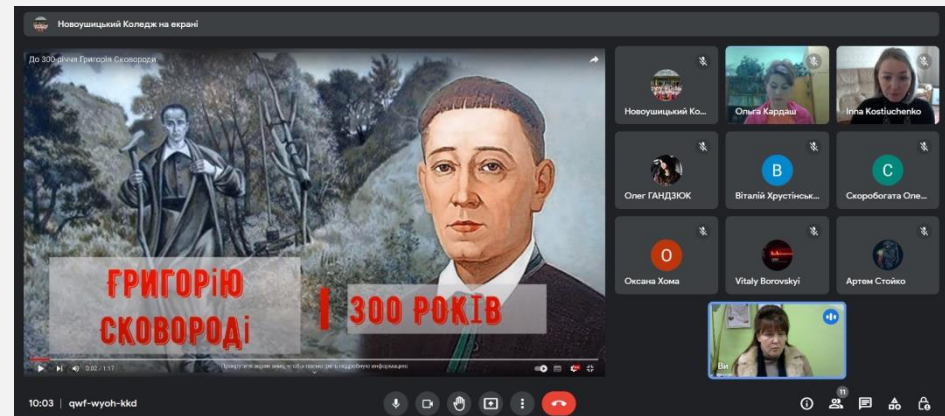 Новоушицький Коледж на екрані
До 300-річчя Григорія Сковороди
ҐРИГОРІЮ
СКОВОРОДІ
300 РОКІВ
0:02 / 1:17
Новоушицький Ко...
Ольга Кардаш
Inna Kostiuchenko
Олег ГАНДЗЮК
В
Віталій Хрустінськ...
С
Скоробогата Оле...
О
Оксана Хома
Vitaly Borovskyi
Артем Стойко
Ви
10:03 | qwf-wyoh-kkd
11